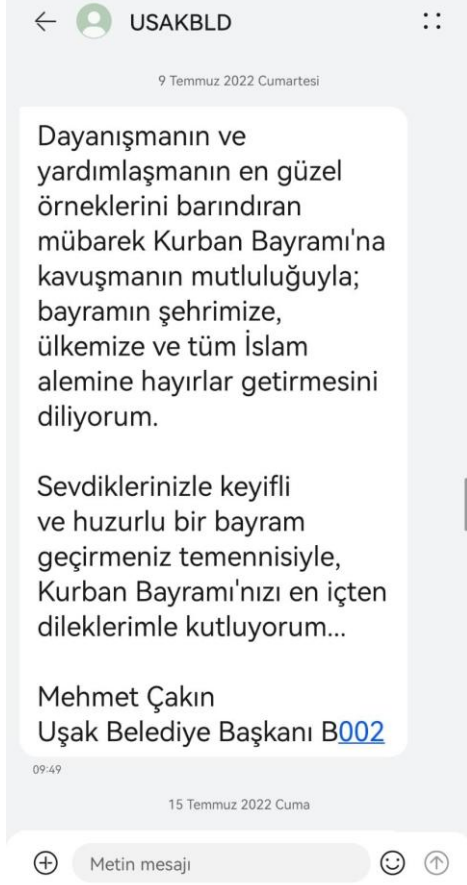 USAKBLD
9 Temmuz 2022 Cumartesi
Dayanışmanın ve
yardımlaşmanın en güzel
örneklerini barındıran
mübarek Kurban Bayramı'na
kavuşmanın mutluluğuyla;
bayramın şehrimize,
ülkemize ve tüm İslam
alemine hayırlar getirmesini
diliyorum.
Sevdiklerinizle keyifli
ve huzurlu bir bayram
geçirmeniz temennisiyle,
Kurban Bayramı'nızı en içten
dileklerimle kutluyorum...
Mehmet Çakın
Uşak Belediye Başkanı B002
09:49
15 Temmuz 2022 Cuma
Metin mesajı